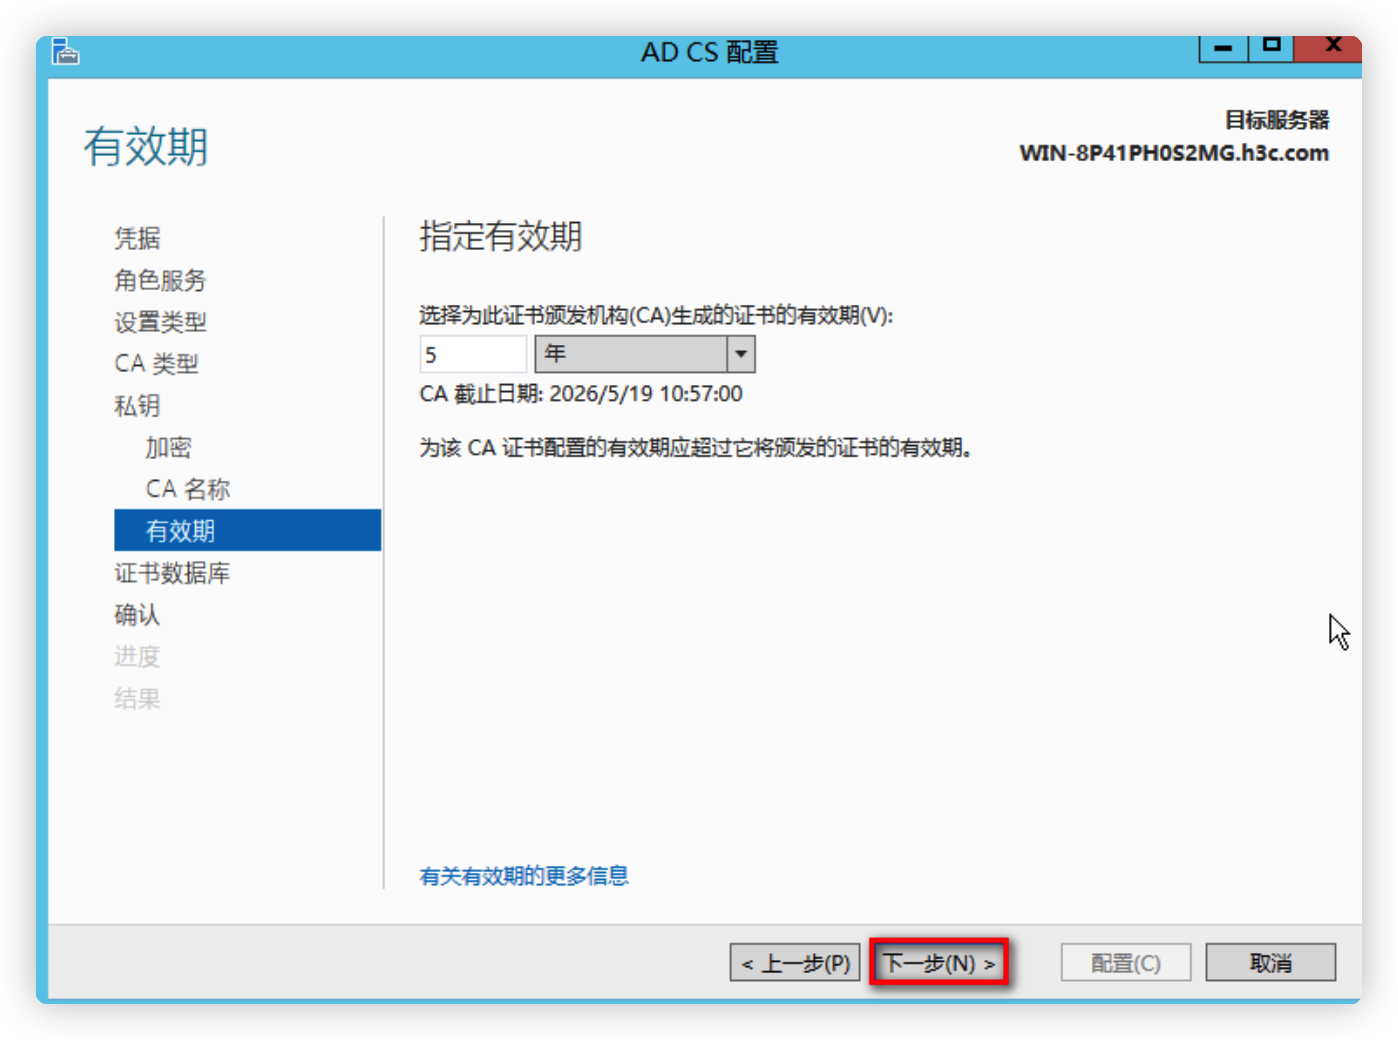 AD CS 配置
有效期
目标服务器
WIN-8P41PH0S2MG.h3c.com
凭据
角色服务
设置类型
CA 类型
私钥
加密
CA 名称
有效期
证书数据库
确认
进度
结果
指定有效期
选择为此证书颁发机构(CA)生成的证书的有效期(V):
5 年
CA 截止日期: 2026/5/19 10:57:00
为该 CA 证书配置的有效期应超过它将颁发的证书的有效期。
有关有效期的更多信息
< 上一步(P) 下一步(N) > 配置(C) 取消